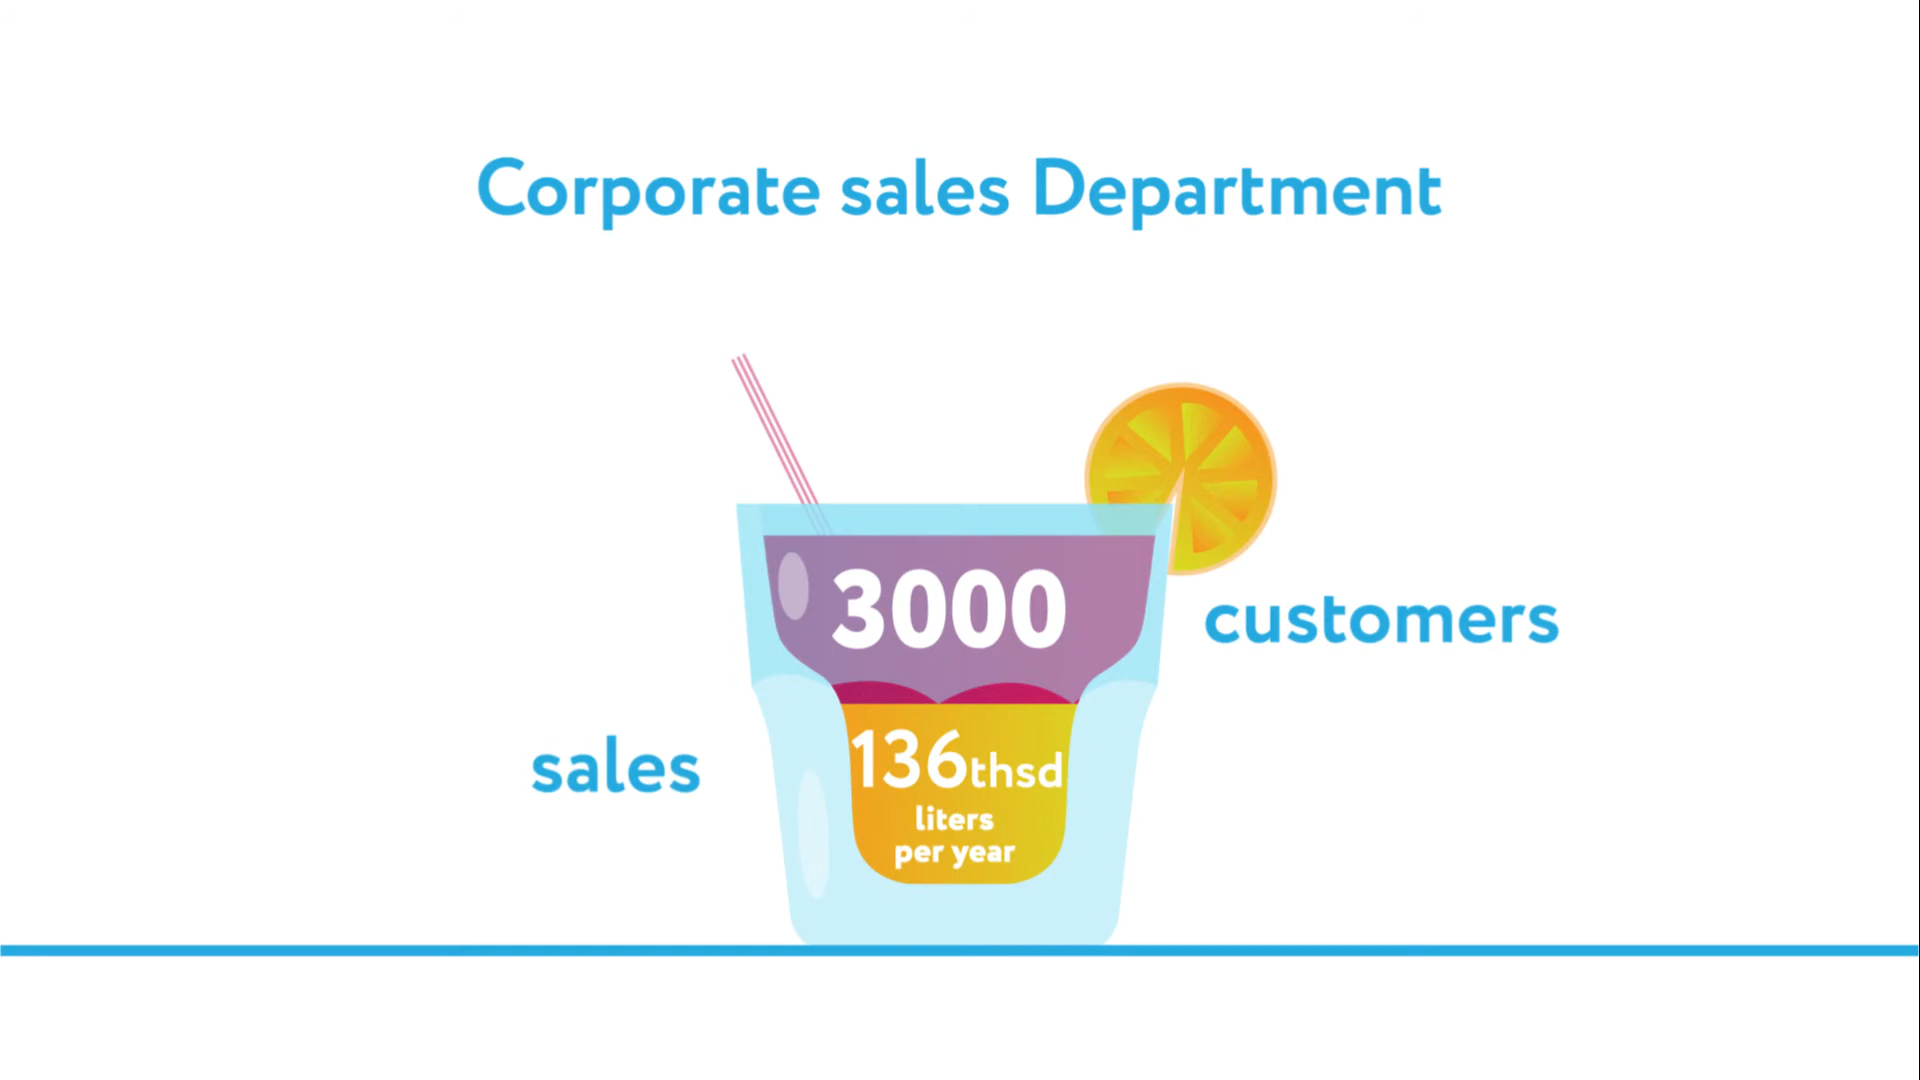 Corporate sales Department
3000
customers
sales
136thsd
liters
per year